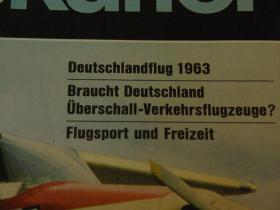 Deutschlandflug 1963
Braucht Deutschland
Überschall-Verkehrsflugzeuge?
Flugsport und Freizeit